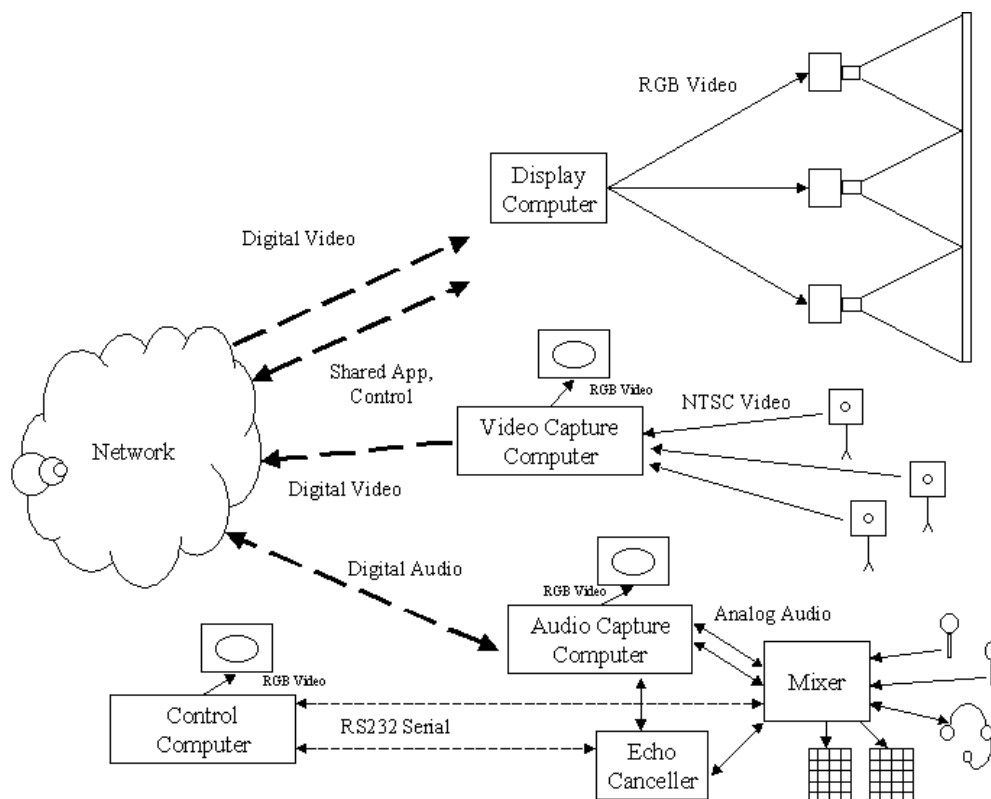 RGB Video
Display
Computer
Digital Video
Shared App,
Control
RGB Video
NTSC Video
Video Capture
Computer
Network
Digital Video
Digital Audio
RGB Video
Analog Audio
Audio Capture
Computer
RGB Video
Mixer
Control
Computer
RS232 Serial
Echo
Canceller